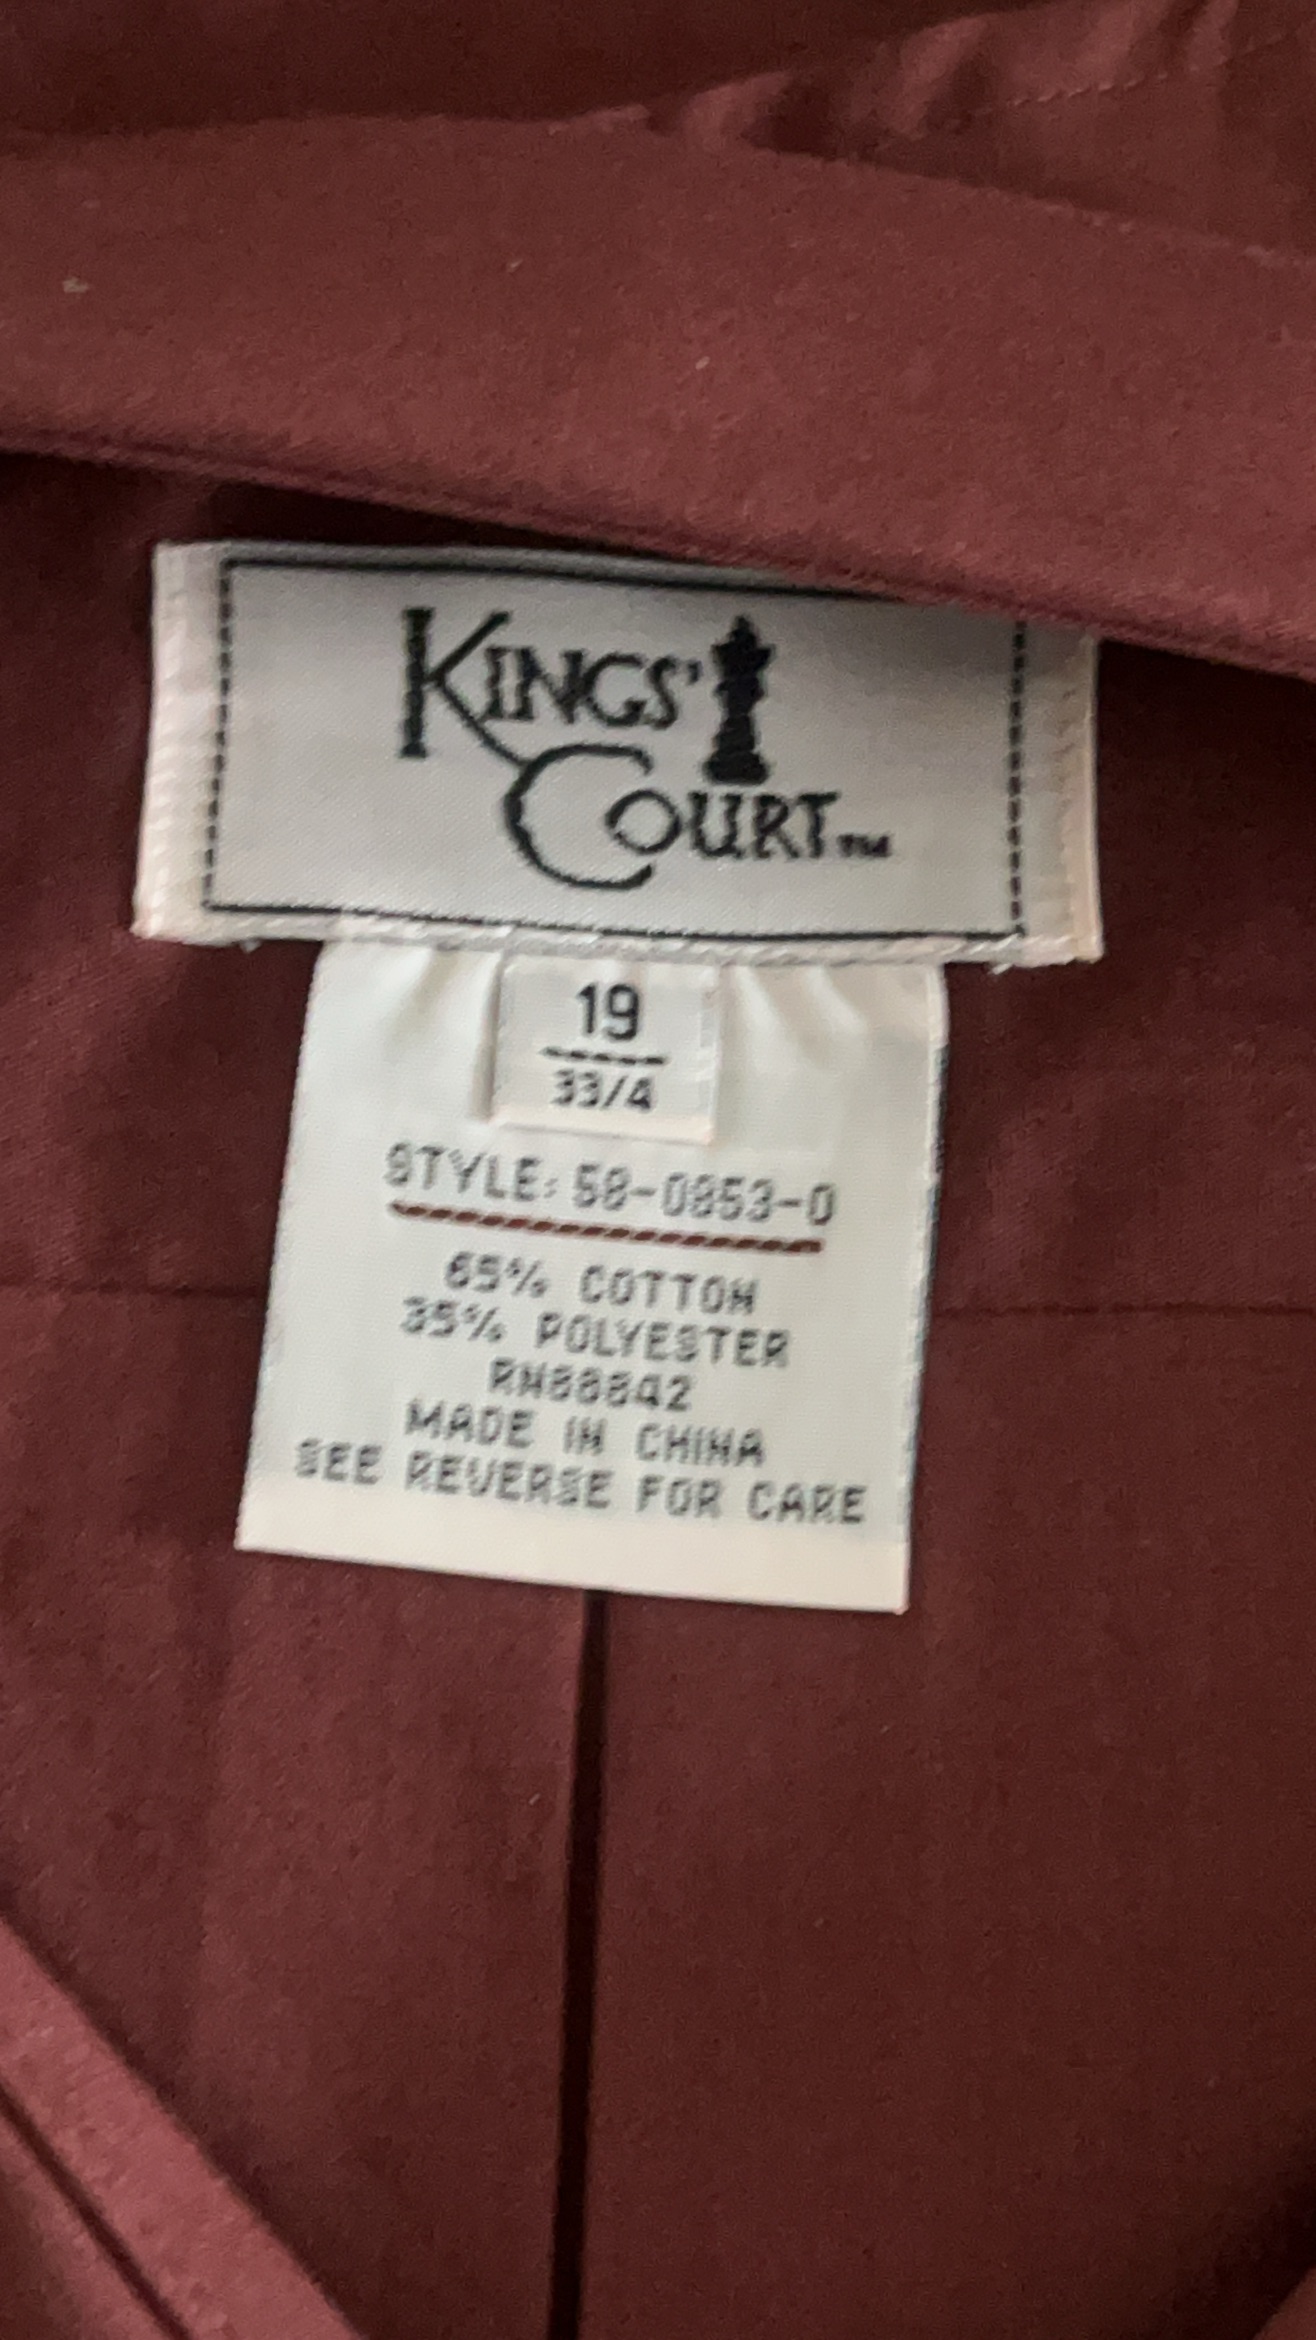 KINGS'
COURT™
19
33/4
STYLE: 58-0853-0
65% COTTON
35% POLYESTER
RN88842
MADE IN CHINA
SEE REVERSE FOR CARE